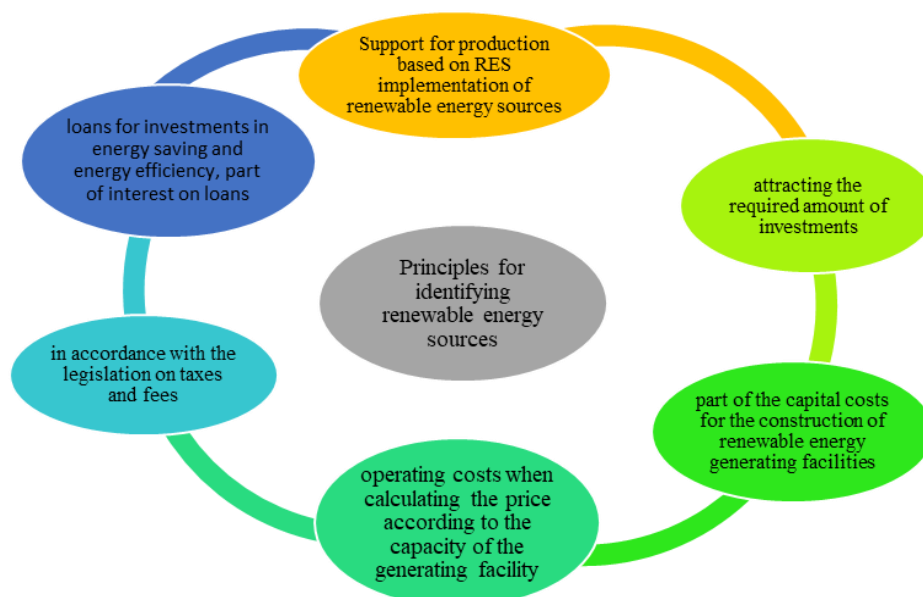 Support for production
based on RES
implementation of
renewable energy sources
attracting the
required amount of
investments
part of the capital costs
for the construction of
renewable energy
generating facilities
operating costs when
calculating the price
according to the
capacity of the
generating facility
in accordance with the
legislation on taxes
and fees
loans for investments in
energy saving and
energy efficiency, part
of interest on loans
Principles for
identifying
renewable energy
sources